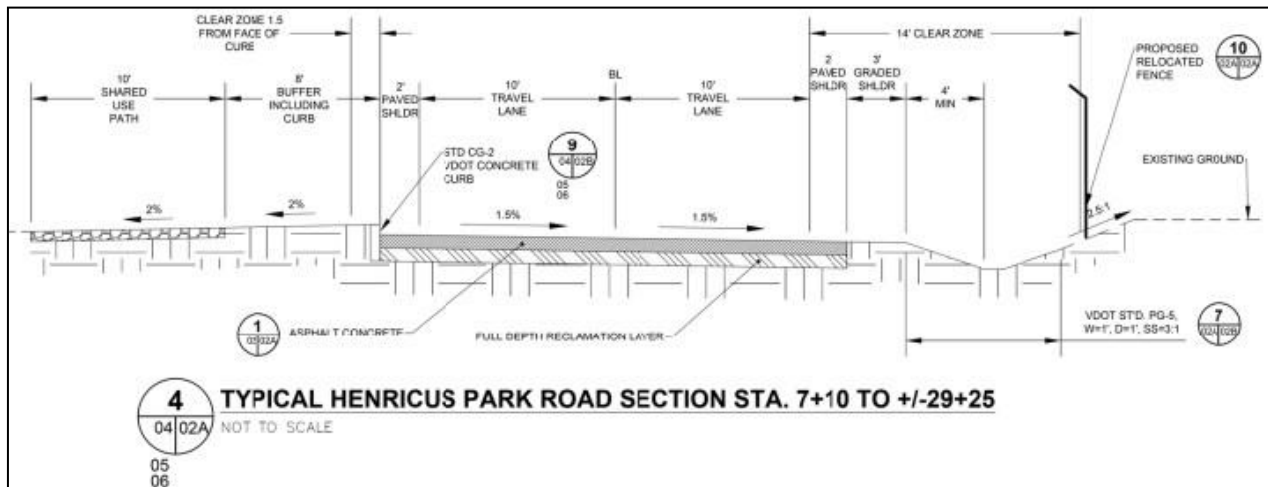 CLEAR ZONE 1.5
FROM FACE OF
CURE
14' CLEAR ZONE
PROPOSED
RELOCATED
FENCE
10
02A 02A
10'
SHARED
USE
PATH
8'
BUFFER
INCLUDING
CURB
2'
PAVED
SHLDR
10'
TRAVEL
LANE
BL
10'
TRAVEL
LANE
2
PAVED
SHLDR
3'
GRADED
SHLDR
4'
MIN
STD CG-2
VDOT CONCRETE
CURB
9
04 02B
05
06
EXISTING GROUND
2%
2%
1.5%
1.5%
2.5:1
1
03 02A
ASPHALT CONCRETE
FULL DEPTH RECLAMATION LAYER
VDOT ST'D. PG-5,
W=1', D=1', SS=3:1
7
02A 02B
4
04 02A
05
06
TYPICAL HENRICUS PARK ROAD SECTION STA. 7+10 TO +/-29+25
NOT TO SCALE